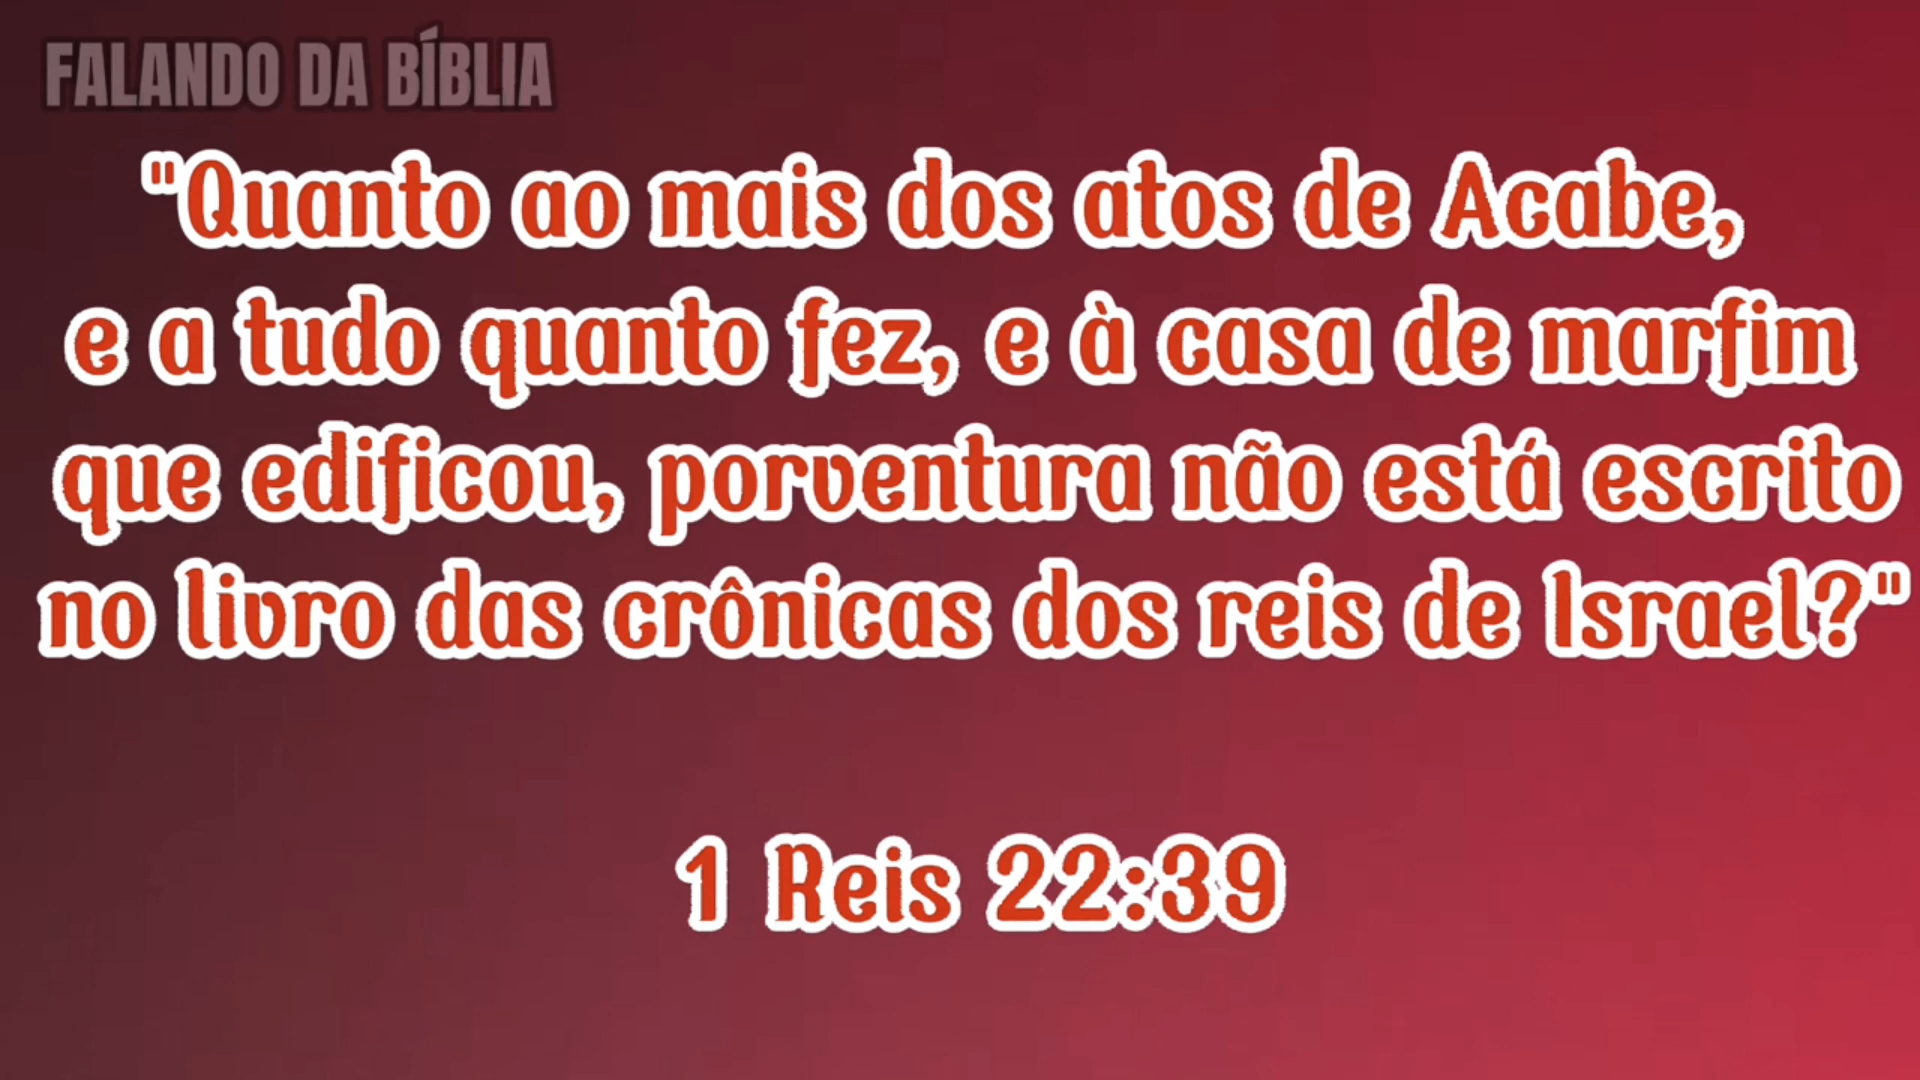 FALANDO DA BÍBLIA
"Quanto ao mais dos atos de Acabe,
e a tudo quanto fez, e à casa de marfim
que edificou, porventura não está escrito
no livro das crônicas dos reis de Israel?"
1 Reis 22:39